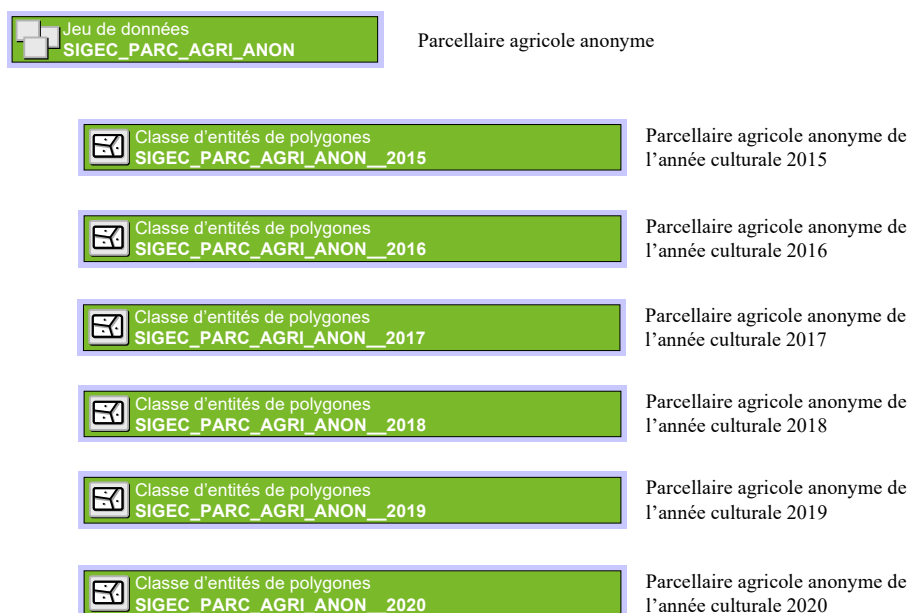 Jeu de données
SIGEC_PARC_AGRI_ANON
Parcellaire agricole anonyme
Classe d'entités de polygones
SIGEC_PARC_AGRI_ANON__2015
Parcellaire agricole anonyme de
l'année culturale 2015
Classe d'entités de polygones
SIGEC_PARC_AGRI_ANON__2016
Parcellaire agricole anonyme de
l'année culturale 2016
Classe d'entités de polygones
SIGEC_PARC_AGRI_ANON__2017
Parcellaire agricole anonyme de
l'année culturale 2017
Classe d'entités de polygones
SIGEC_PARC_AGRI_ANON__2018
Parcellaire agricole anonyme de
l'année culturale 2018
Classe d'entités de polygones
SIGEC_PARC_AGRI_ANON__2019
Parcellaire agricole anonyme de
l'année culturale 2019
Classe d'entités de polygones
SIGEC_PARC_AGRI_ANON__2020
Parcellaire agricole anonyme de
l'année culturale 2020